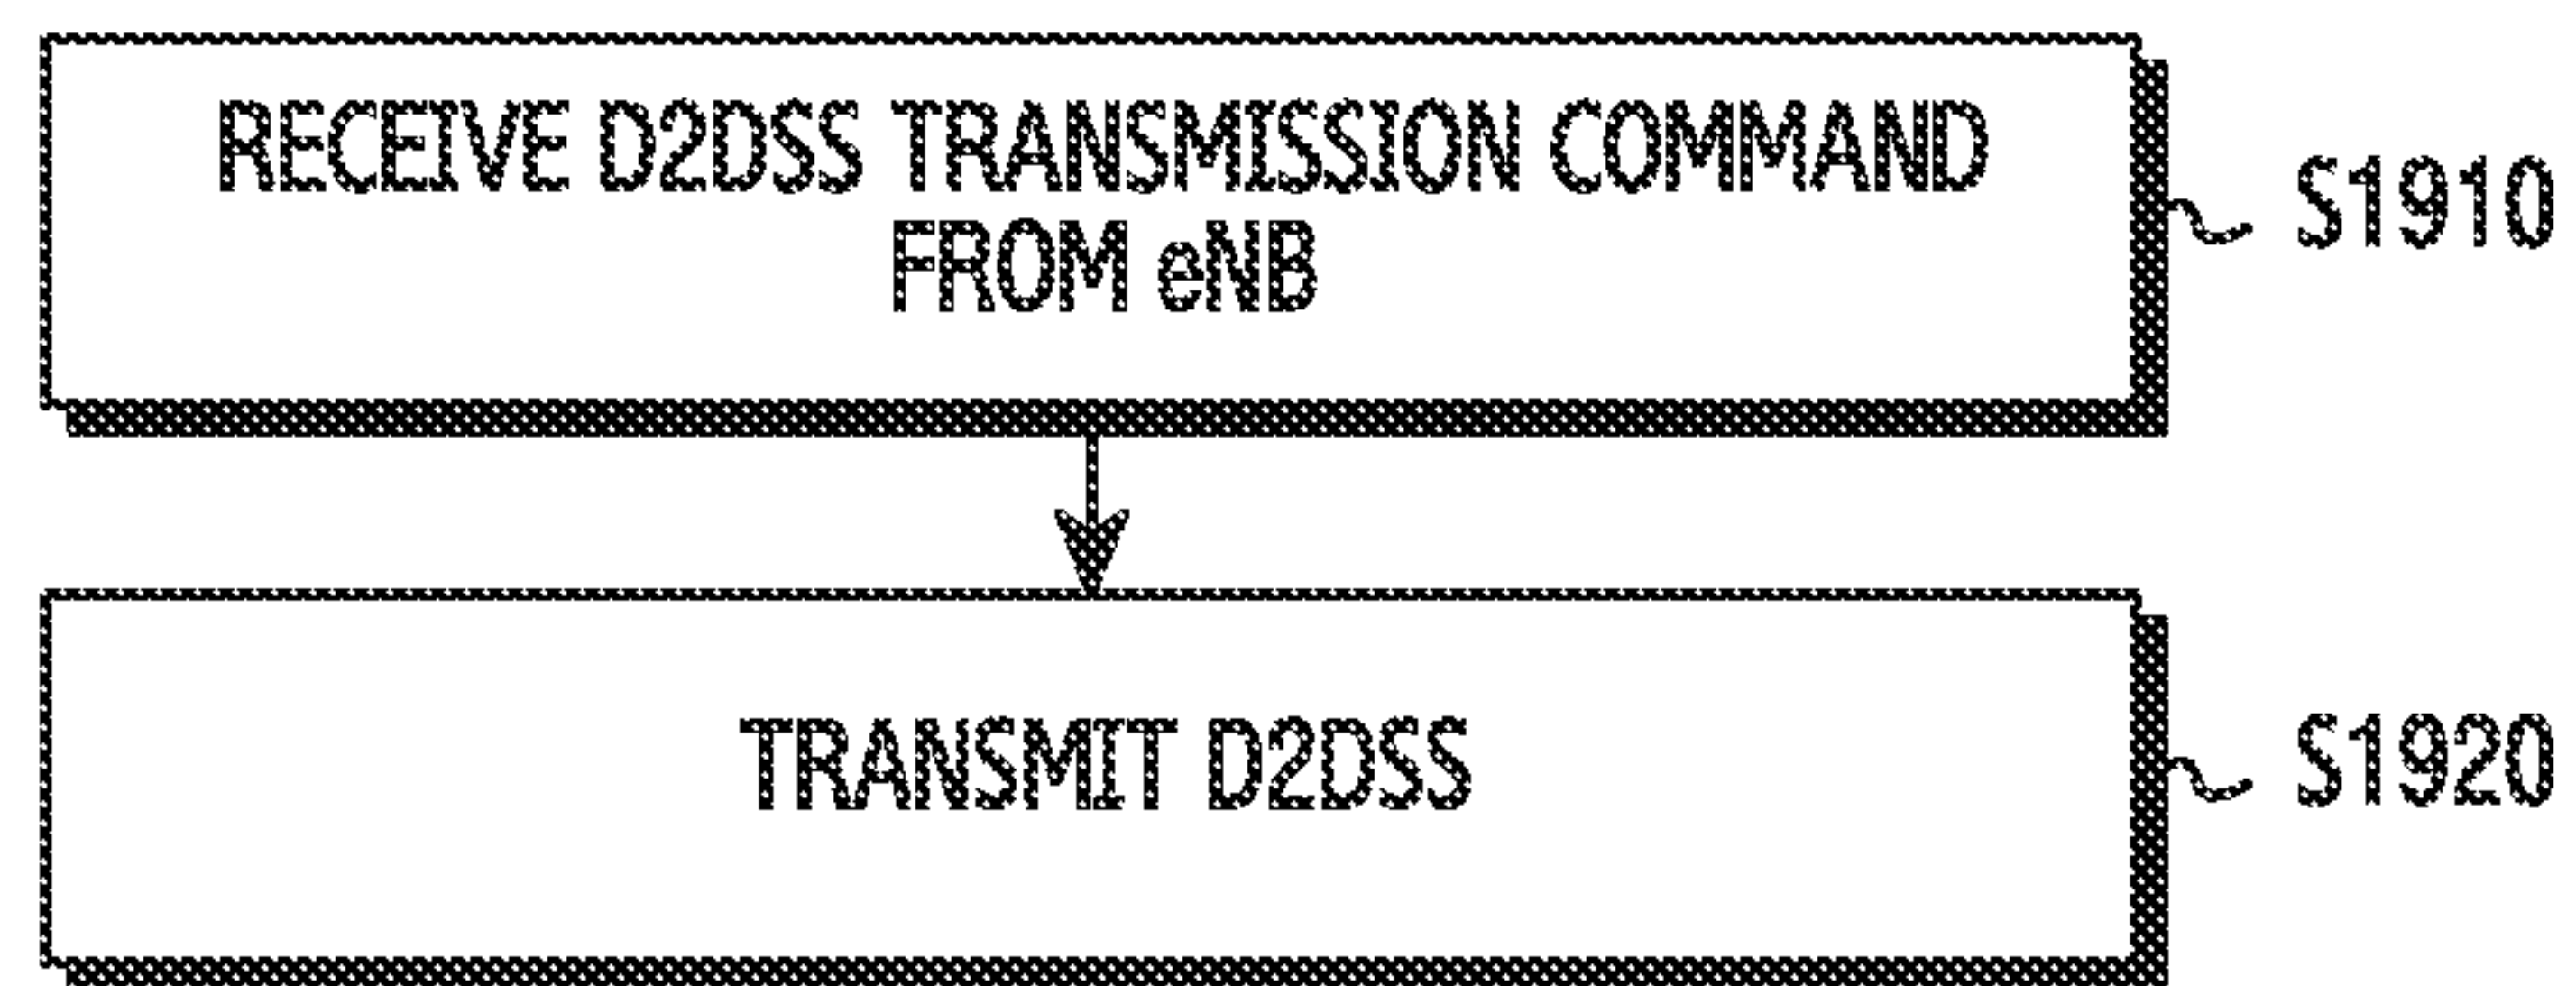 RECEIVE D2DSS TRANSMISSION COMMAND
FROM eNB
S1910
TRANSMIT D2DSS
S1920